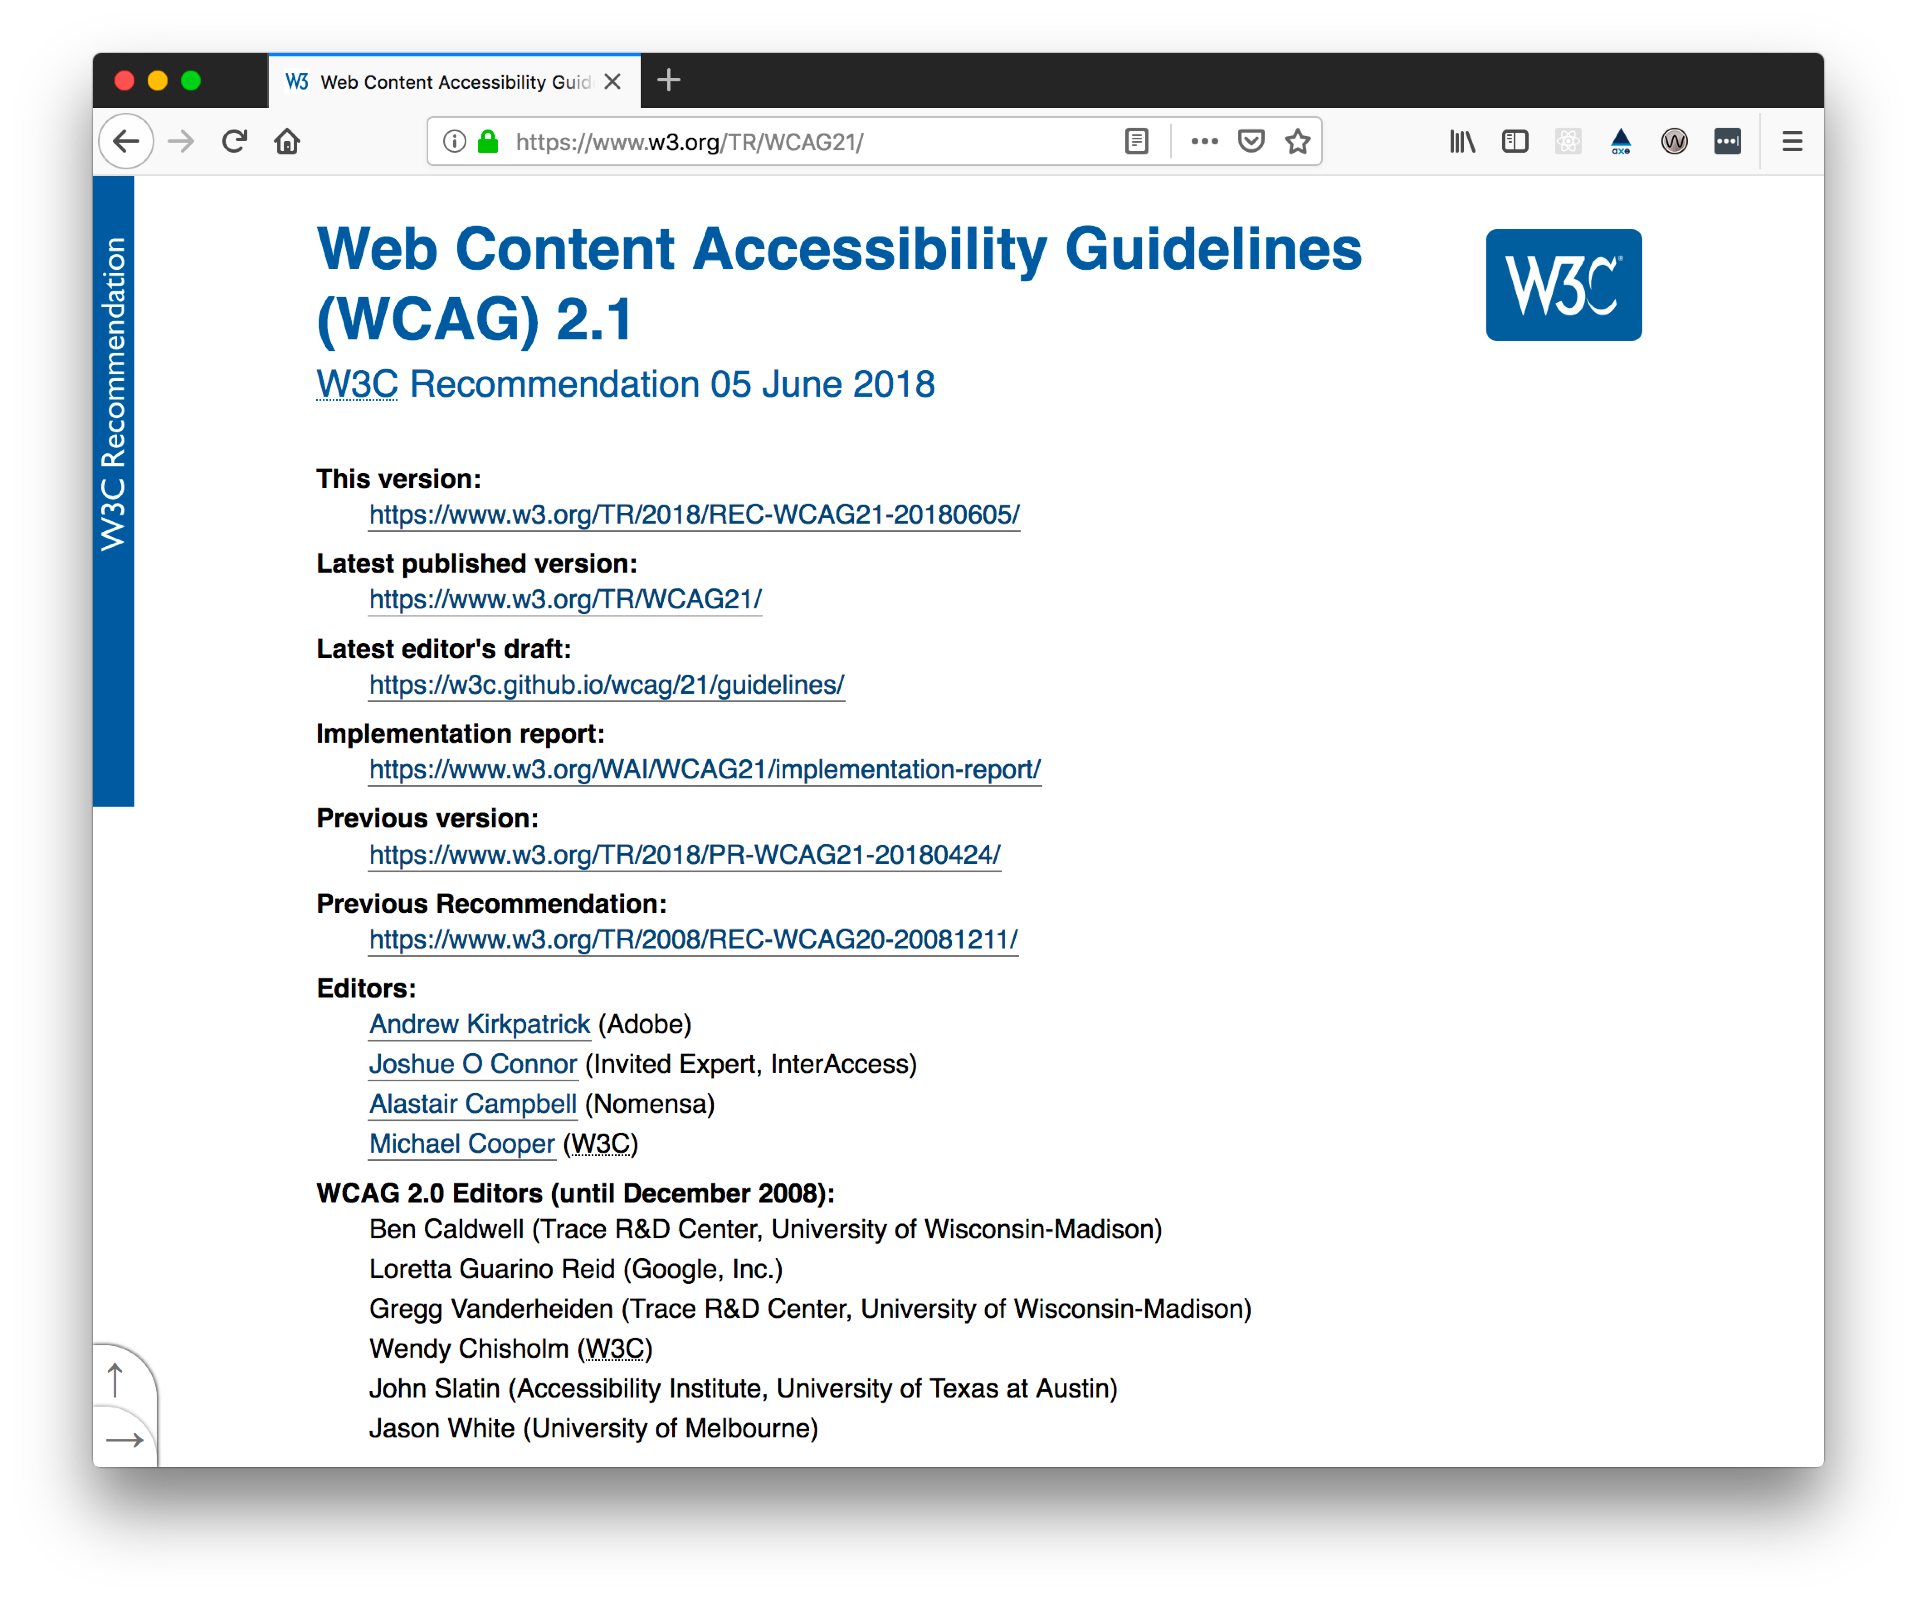 W3 Web Content Accessibility Guid
https://www.w3.org/TR/WCAG21/
axe
W3C Recommendation
Web Content Accessibility Guidelines
(WCAG) 2.1
W3C
W3C Recommendation 05 June 2018
This version:
https://www.w3.org/TR/2018/REC-WCAG21-20180605/
Latest published version:
https://www.w3.org/TR/WCAG21/
Latest editor's draft:
https://w3c.github.io/wcag/21/guidelines/
Implementation report:
https://www.w3.org/WAI/WCAG21/implementation-report/
Previous version:
https://www.w3.org/TR/2018/PR-WCAG21-20180424/
Previous Recommendation:
https://www.w3.org/TR/2008/REC-WCAG20-20081211/
Editors:
Andrew Kirkpatrick (Adobe)
Joshue O Connor (Invited Expert, InterAccess)
Alastair Campbell (Nomensa)
Michael Cooper (W3C)
WCAG 2.0 Editors (until December 2008):
Ben Caldwell (Trace R&D Center, University of Wisconsin-Madison)
Loretta Guarino Reid (Google, Inc.)
Gregg Vanderheiden (Trace R&D Center, University of Wisconsin-Madison)
Wendy Chisholm (W3C)
John Slatin (Accessibility Institute, University of Texas at Austin)
Jason White (University of Melbourne)